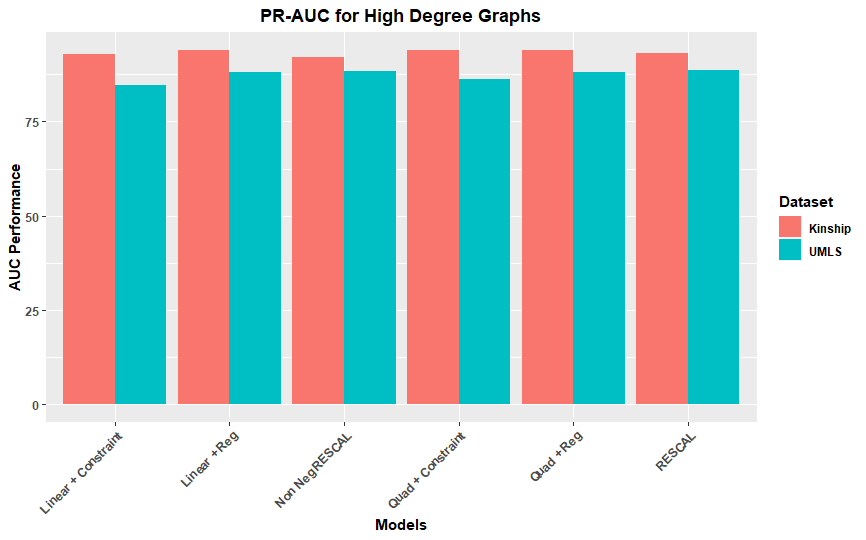 PR-AUC for High Degree Graphs
AUC Performance
75
50
25
0
Linear + Constraint
Linear +Reg
Non NegRESCAL
Quad + Constraint
Quad +Reg
RESCAL
Models
Dataset
Kinship
UMLS